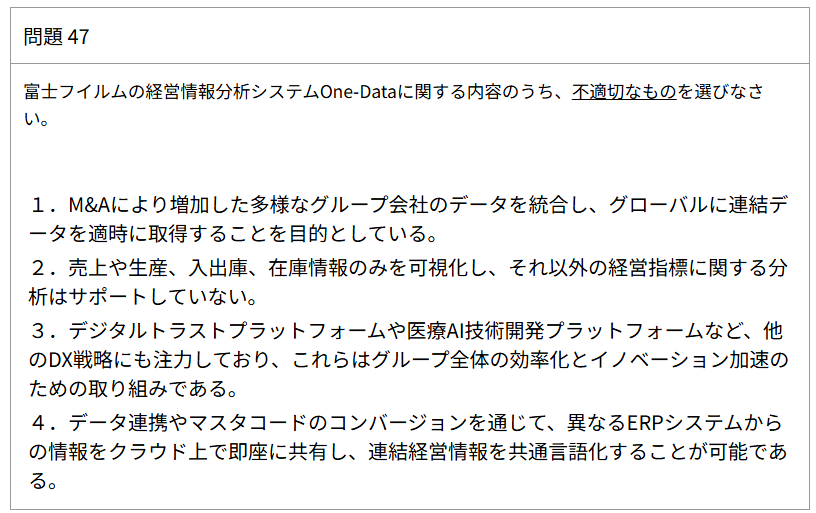 問題 47
富士フイルムの経営情報分析システムOne-Dataに関する内容のうち、不適切なものを選びなさ
い。
１．M&Aにより増加した多様なグループ会社のデータを統合し、グローバルに連結デ
ータを適時に取得することを目的としている。
２．売上や生産、入出庫、在庫情報のみを可視化し、それ以外の経営指標に関する分
析はサポートしていない。
３．デジタルトラストプラットフォームや医療AI技術開発プラットフォームなど、他
のDX戦略にも注力しており、これらはグループ全体の効率化とイノベーション加速の
ための取り組みである。
４．データ連携やマスタコードのコンバージョンを通じて、異なるERPシステムから
の情報をクラウド上で即座に共有し、連結経営情報を共通言語化することが可能であ
る。